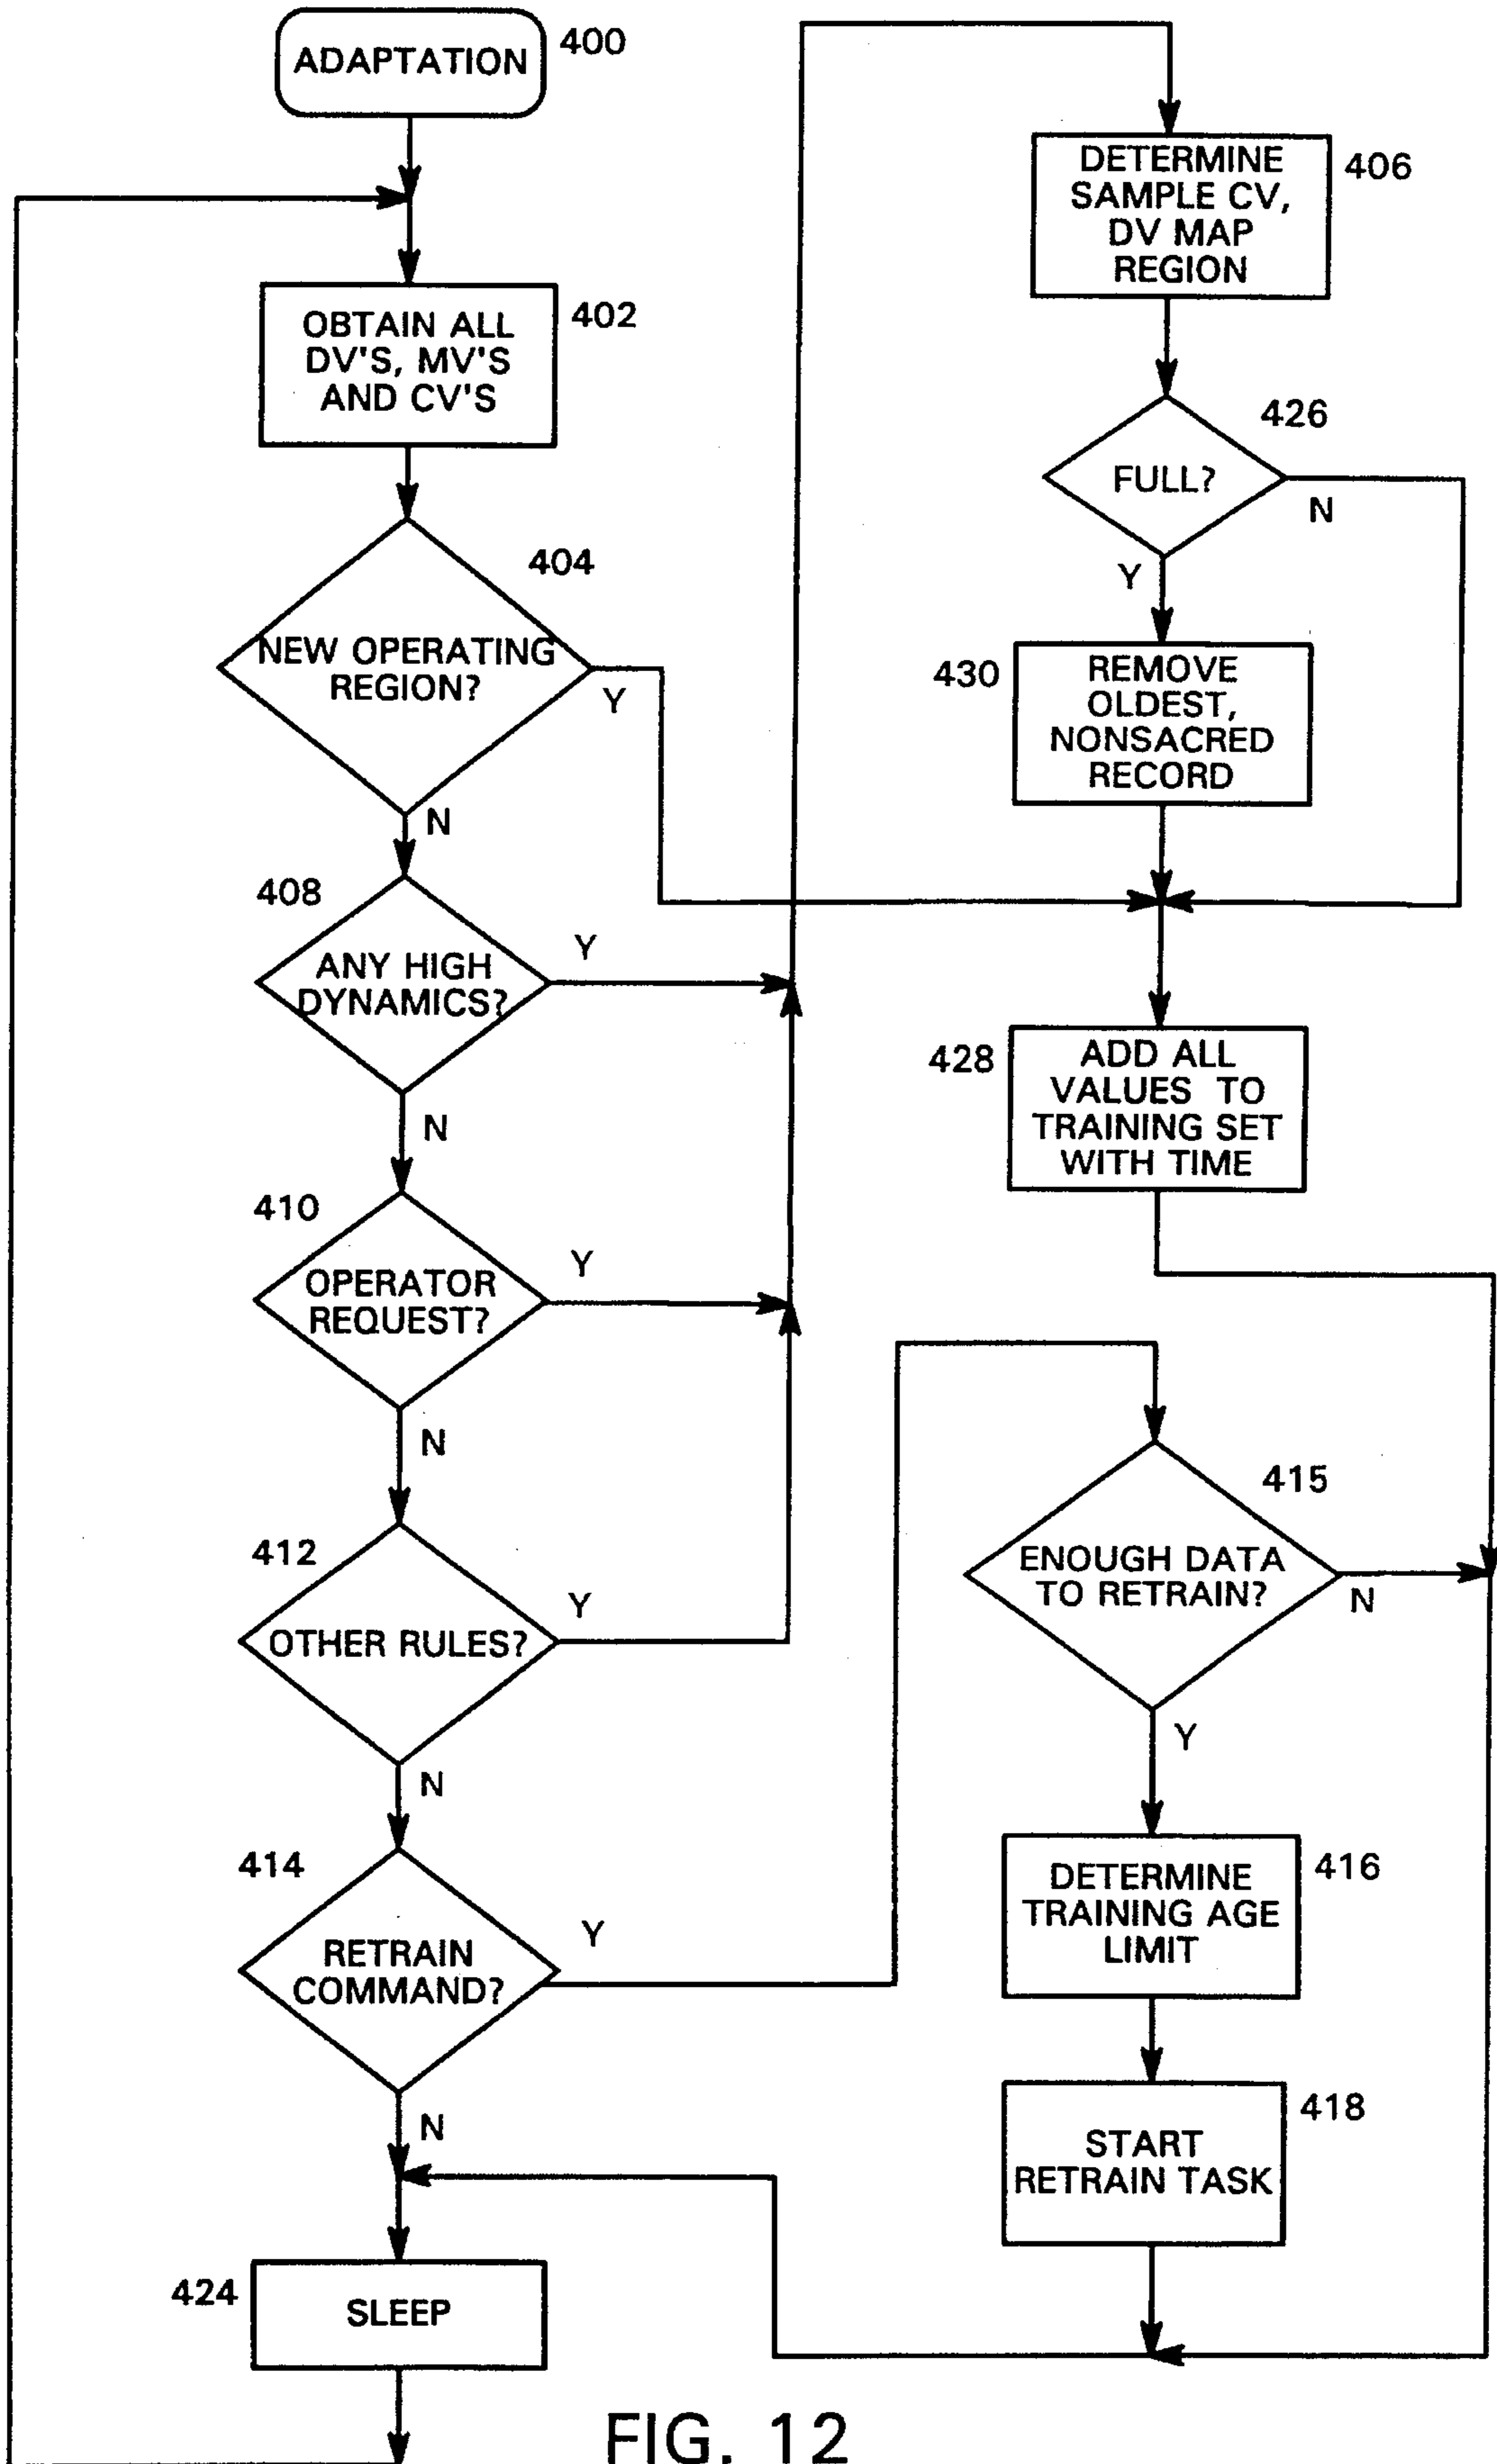 ADAPTATION
400
OBTAIN ALL
DV'S, MV'S
AND CV'S
402
404
NEW OPERATING
REGION?
Y
N
408
ANY HIGH
DYNAMICS?
Y
N
410
OPERATOR
REQUEST?
Y
N
412
OTHER RULES?
Y
N
414
RETRAIN
COMMAND?
Y
N
424
SLEEP
DETERMINE
SAMPLE CV,
DV MAP
REGION
406
426
FULL?
N
Y
430
REMOVE
OLDEST,
NONSACRED
RECORD
428
ADD ALL
VALUES TO
TRAINING SET
WITH TIME
415
ENOUGH DATA
TO RETRAIN?
N
Y
DETERMINE
TRAINING AGE
LIMIT
416
START
RETRAIN TASK
418
FIG. 12